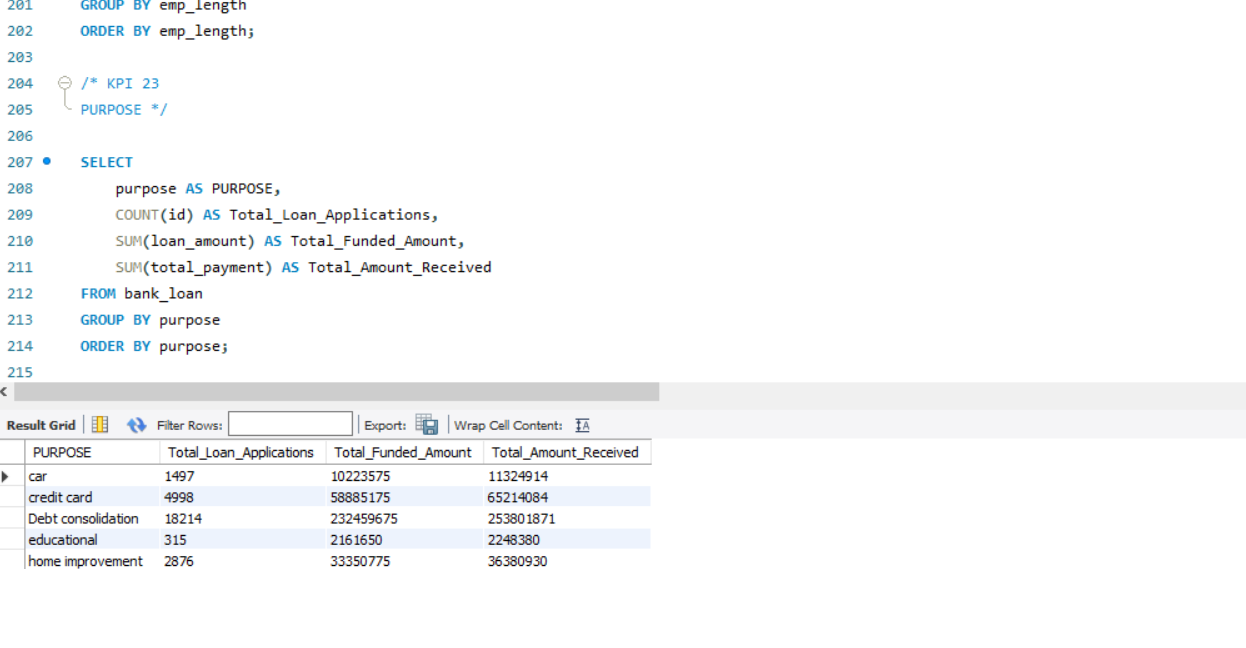 201 GROUP BY emp_length
202 ORDER BY emp_length;
203
204 /* KPI 23
205 PURPOSE */
206
207 SELECT
208 purpose AS PURPOSE,
209 COUNT(id) AS Total_Loan_Applications,
210 SUM(loan_amount) AS Total_Funded_Amount,
211 SUM(total_payment) AS Total_Amount_Received
212 FROM bank_loan
213 GROUP BY purpose
214 ORDER BY purpose;
215
Result Grid Filter Rows: Export: Wrap Cell Content: IA
PURPOSE Total_Loan_Applications Total_Funded_Amount Total_Amount_Received
car 1497 10223575 11324914
credit card 4998 58885175 65214084
Debt consolidation 18214 232459675 253801871
educational 315 2161650 2248380
home improvement 2876 33350775 36380930